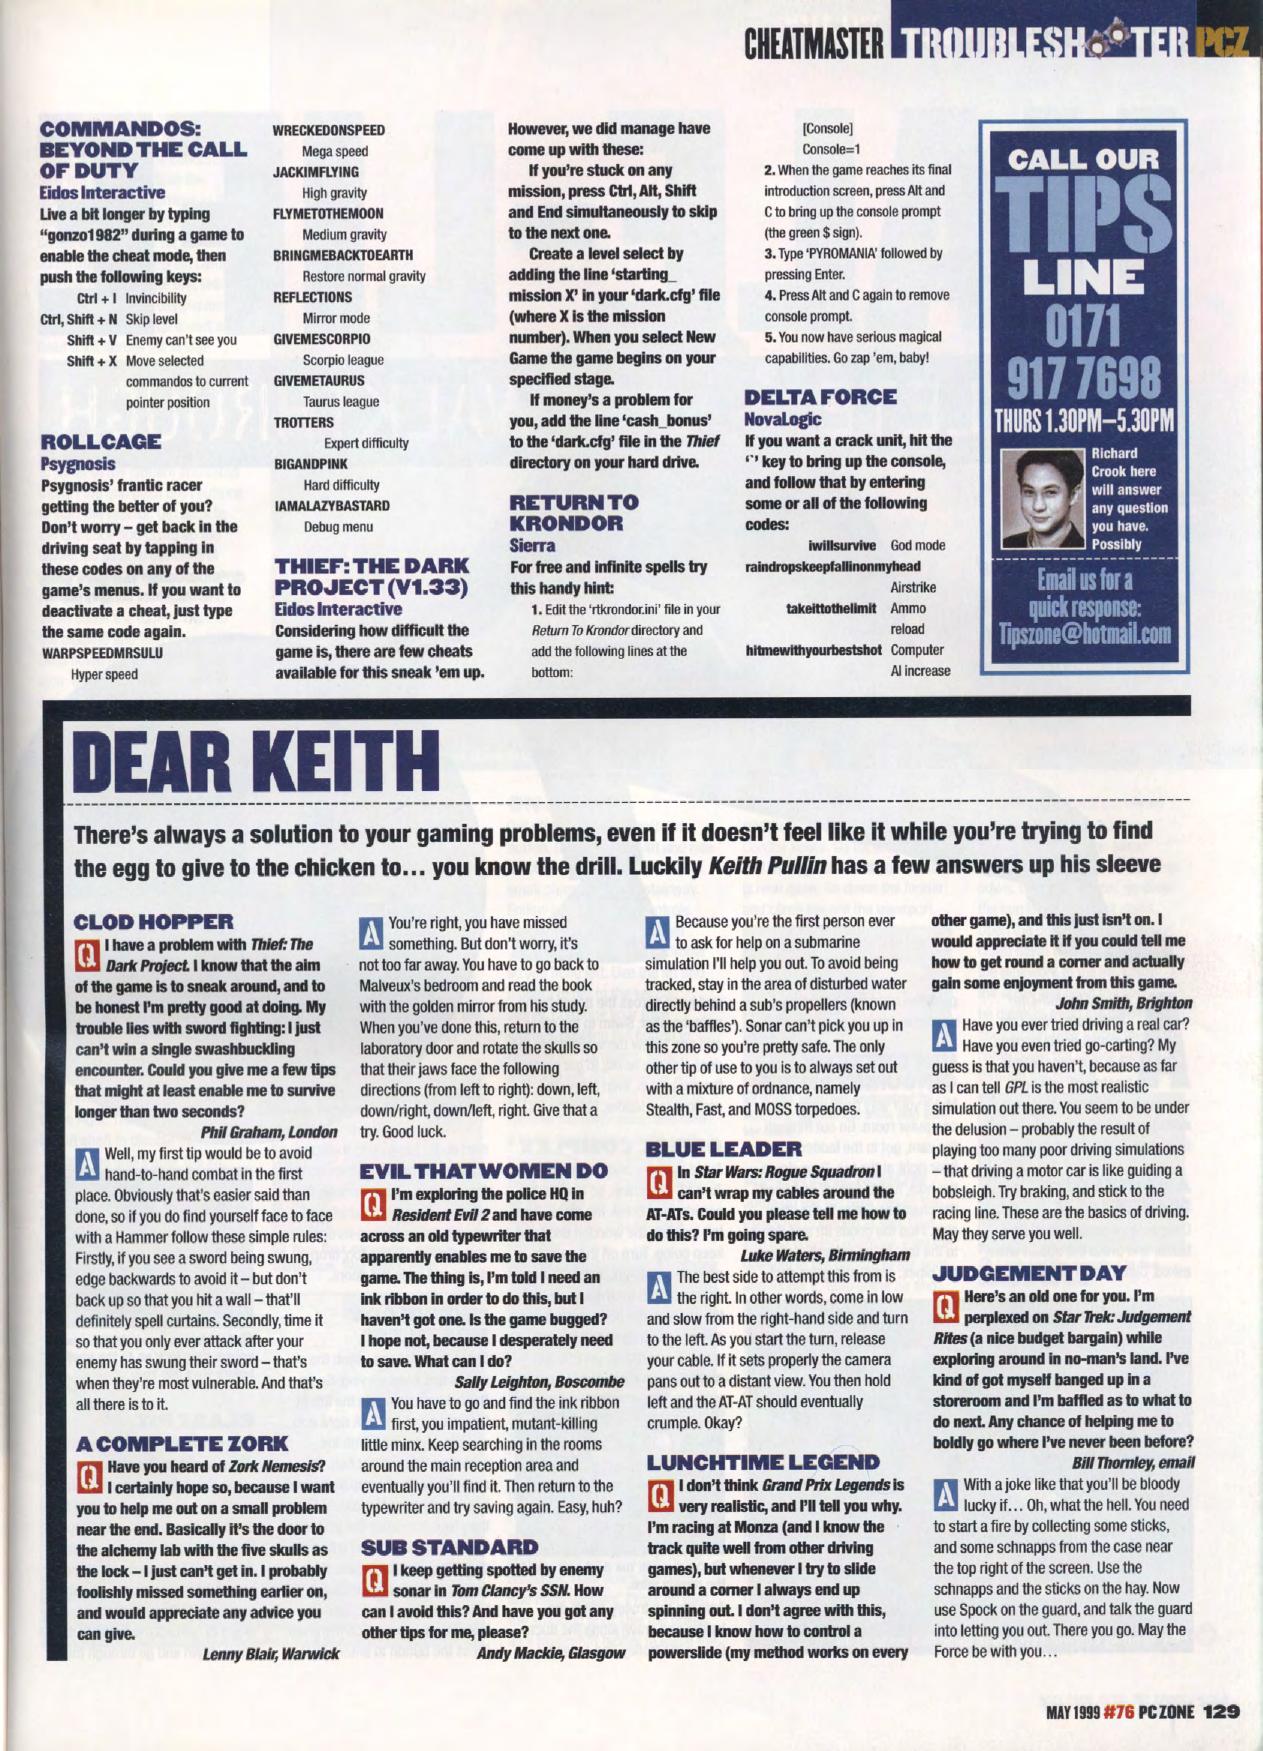 CHEATMASTER TROUBLESHOOTER PCZ
COMMANDOS:
BEYOND THE CALL
OF DUTY
Eidos Interactive
Live a bit longer by typing
“gonzo1982” during a game to
enable the cheat mode, then
push the following keys:
Ctrl + I Invincibility
Ctrl, Shift + N Skip level
Shift + V Enemy can't see you
Shift + X Move selected
commandos to current
pointer position
ROLLCAGE
Psygnosis
Psygnosis' frantic racer
getting the better of you?
Don't worry – get back in the
driving seat by tapping in
these codes on any of the
game's menus. If you want to
deactivate a cheat, just type
the same code again.
WARPSPEEDMRSULU
Hyper speed
WRECKEDONSPEED
Mega speed
JACKIMFLYING
High gravity
FLYMETOTHEMOON
Medium gravity
BRINGMEBACKTOEARTH
Restore normal gravity
REFLECTIONS
Mirror mode
GIVEMESCORPIO
Scorpio league
GIVEMETAURUS
Taurus league
TROTTERS
Expert difficulty
BIGANDPINK
Hard difficulty
IAMALAZYBASTARD
Debug menu
THIEF: THE DARK
PROJECT (V1.33)
Eidos Interactive
Considering how difficult the
game is, there are few cheats
available for this sneak 'em up.
However, we did manage have
come up with these:
If you're stuck on any
mission, press Ctrl, Alt, Shift
and End simultaneously to skip
to the next one.
Create a level select by
adding the line 'starting_
mission X' in your 'dark.cfg' file
(where X is the mission
number). When you select New
Game the game begins on your
specified stage.
If money's a problem for
you, add the line 'cash_bonus'
to the 'dark.cfg' file in the Thief
directory on your hard drive.
RETURN TO
KRONDOR
Sierra
For free and infinite spells try
this handy hint:
1. Edit the 'rtkrondor.ini' file in your
Return To Krondor directory and
add the following lines at the
bottom:
[Console]
Console=1
2. When the game reaches its final
introduction screen, press Alt and
C to bring up the console prompt
(the green $ sign).
3. Type 'PYROMANIA' followed by
pressing Enter.
4. Press Alt and C again to remove
console prompt.
5. You now have serious magical
capabilities. Go zap 'em, baby!
DELTA FORCE
NovaLogic
If you want a crack unit, hit the
'~' key to bring up the console,
and follow that by entering
some or all of the following
codes:
iwillsurvive God mode
raindropskeepfallinonmyhead
Airstrike
takeittothelimit Ammo
reload
hitmewithyourbestshot Computer
AI increase
CALL OUR
TIPS
LINE
0171
917 7698
THURS 1.30PM–5.30PM
Richard
Crook here
will answer
any question
you have.
Possibly
Email us for a
quick response:
Tipszone@hotmail.com
DEAR KEITH
There's always a solution to your gaming problems, even if it doesn't feel like it while you're trying to find
the egg to give to the chicken to... you know the drill. Luckily Keith Pullin has a few answers up his sleeve
CLOD HOPPER
Q I have a problem with Thief: The
Dark Project. I know that the aim
of the game is to sneak around, and to
be honest I'm pretty good at doing. My
trouble lies with sword fighting: I just
can't win a single swashbuckling
encounter. Could you give me a few tips
that might at least enable me to survive
longer than two seconds?
Phil Graham, London
A Well, my first tip would be to avoid
hand-to-hand combat in the first
place. Obviously that's easier said than
done, so if you do find yourself face to face
with a Hammer follow these simple rules:
Firstly, if you see a sword being swung,
edge backwards to avoid it – but don't
back up so that you hit a wall – that'll
definitely spell curtains. Secondly, time it
so that you only ever attack after your
enemy has swung their sword – that's
when they're most vulnerable. And that's
all there is to it.
A COMPLETE ZORK
Q Have you heard of Zork Nemesis?
I certainly hope so, because I want
you to help me out on a small problem
near the end. Basically it's the door to
the alchemy lab with the five skulls as
the lock – I just can't get in. I probably
foolishly missed something earlier on,
and would appreciate any advice you
can give.
Lenny Blair, Warwick
A You're right, you have missed
something. But don't worry, it's
not too far away. You have to go back to
Malveux's bedroom and read the book
with the golden mirror from his study.
When you've done this, return to the
laboratory door and rotate the skulls so
that their jaws face the following
directions (from left to right): down, left,
down/right, down/left, right. Give that a
try. Good luck.
EVIL THAT WOMEN DO
Q I'm exploring the police HQ in
Resident Evil 2 and have come
across an old typewriter that
apparently enables me to save the
game. The thing is, I'm told I need an
ink ribbon in order to do this, but I
haven't got one. Is the game bugged?
I hope not, because I desperately need
to save. What can I do?
Sally Leighton, Boscombe
A You have to go and find the ink ribbon
first, you impatient, mutant-killing
little minx. Keep searching in the rooms
around the main reception area and
eventually you'll find it. Then return to the
typewriter and try saving again. Easy, huh?
SUB STANDARD
Q I keep getting spotted by enemy
sonar in Tom Clancy's SSN. How
can I avoid this? And have you got any
other tips for me, please?
Andy Mackie, Glasgow
A Because you're the first person ever
to ask for help on a submarine
simulation I'll help you out. To avoid being
tracked, stay in the area of disturbed water
directly behind a sub's propellers (known
as the 'baffles'). Sonar can't pick you up in
this zone so you're pretty safe. The only
other tip of use to you is to always set out
with a mixture of ordnance, namely
Stealth, Fast, and MOSS torpedoes.
BLUE LEADER
Q In Star Wars: Rogue Squadron I
can't wrap my cables around the
AT-ATs. Could you please tell me how to
do this? I'm going spare.
Luke Waters, Birmingham
A The best side to attempt this from is
the right. In other words, come in low
and slow from the right-hand side and turn
to the left. As you start the turn, release
your cable. If it sets properly the camera
pans out to a distant view. You then hold
left and the AT-AT should eventually
crumple. Okay?
LUNCHTIME LEGEND
Q I don't think Grand Prix Legends is
very realistic, and I'll tell you why.
I'm racing at Monza (and I know the
track quite well from other driving
games), but whenever I try to slide
around a corner I always end up
spinning out. I don't agree with this,
because I know how to control a
powerslide (my method works on every
other game), and this just isn't on. I
would appreciate it if you could tell me
how to get round a corner and actually
gain some enjoyment from this game.
John Smith, Brighton
A Have you ever tried driving a real car?
Have you even tried go-carting? My
guess is that you haven't, because as far
as I can tell GPL is the most realistic
simulation out there. You seem to be under
the delusion – probably the result of
playing too many poor driving simulations
– that driving a motor car is like guiding a
bobsleigh. Try braking, and stick to the
racing line. These are the basics of driving.
May they serve you well.
JUDGEMENT DAY
Q Here's an old one for you. I'm
perplexed on Star Trek: Judgement
Rites (a nice budget bargain) while
exploring around in no-man's land. I've
kind of got myself banged up in a
storeroom and I'm baffled as to what to
do next. Any chance of helping me to
boldly go where I've never been before?
Bill Thornley, email
A With a joke like that you'll be bloody
lucky if... Oh, what the hell. You need
to start a fire by collecting some sticks,
and some schnapps from the case near
the top right of the screen. Use the
schnapps and the sticks on the hay. Now
use Spock on the guard, and talk the guard
into letting you out. There you go. May the
Force be with you...
MAY 1999 #76 PC ZONE 129